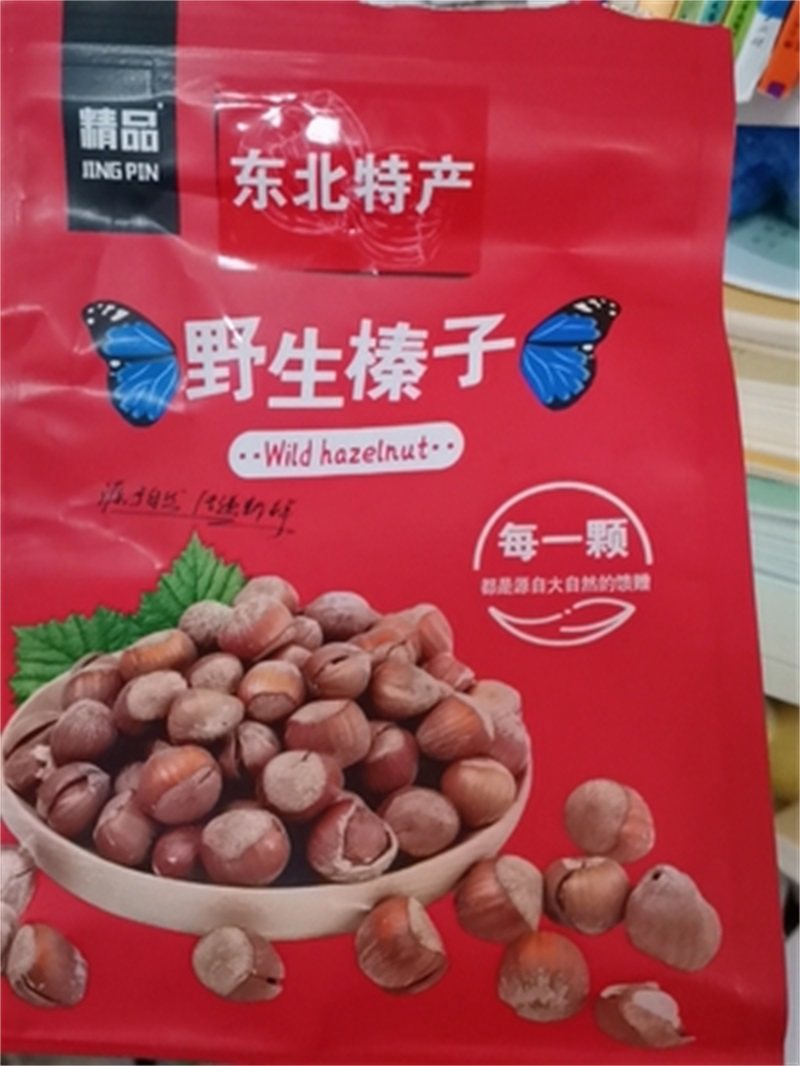 精品
JING PIN
东北特产
野生榛子
Wild hazelnut
每一颗
都是源自大自然的馈赠